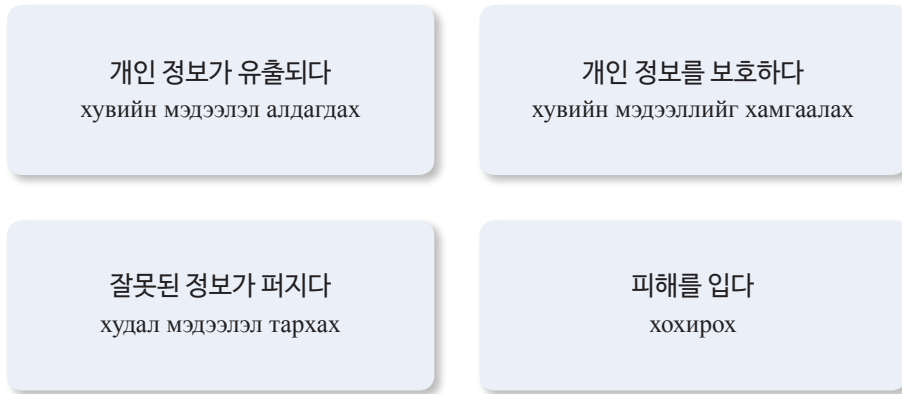 개인 정보가 유출되다
хувийн мэдээлэл алдагдах
개인 정보를 보호하다
хувийн мэдээллийг хамгаалах
잘못된 정보가 퍼지다
худал мэдээлэл тархах
피해를 입다
хохирох